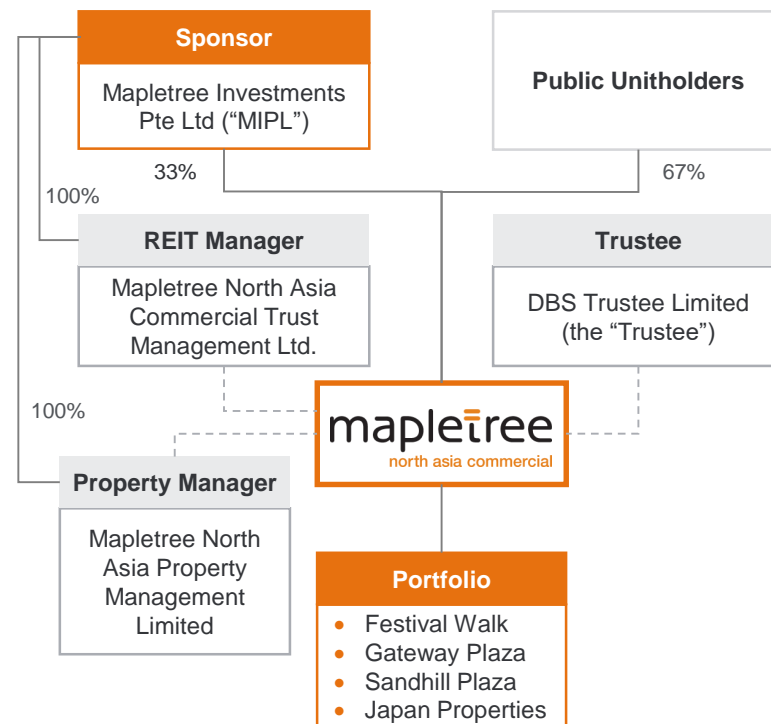 Sponsor
Mapletree Investments
Pte Ltd (“MIPL”)
Public Unitholders
33%
67%
100%
REIT Manager
Mapletree North Asia
Commercial Trust
Management Ltd.
Trustee
DBS Trustee Limited
(the “Trustee”)
100%
mapletree
north asia commercial
Property Manager
Mapletree North
Asia Property
Management
Limited
Portfolio
• Festival Walk
• Gateway Plaza
• Sandhill Plaza
• Japan Properties